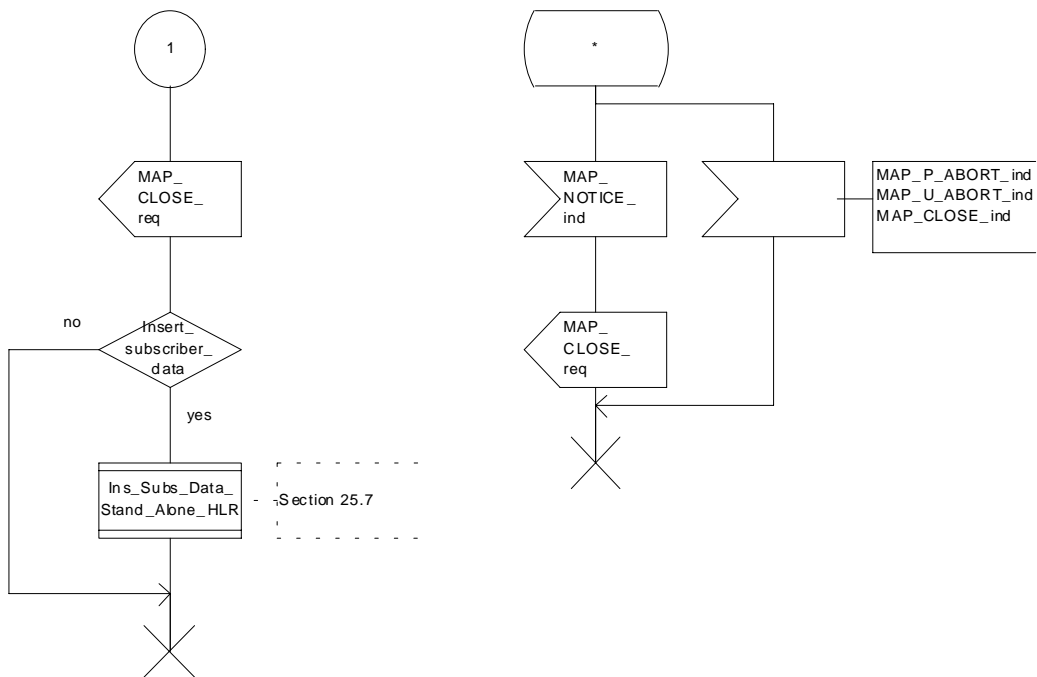 1
MAP_
CLOSE_
req
no
Insert_
subscriber_
data
yes
Ins_Subs_Data_
Stand_Alone_HLR
Section 25.7
*
MAP_
NOTICE_
ind
MAP_P_ABORT_ind
MAP_U_ABORT_ind
MAP_CLOSE_ind
MAP_
CLOSE_
req